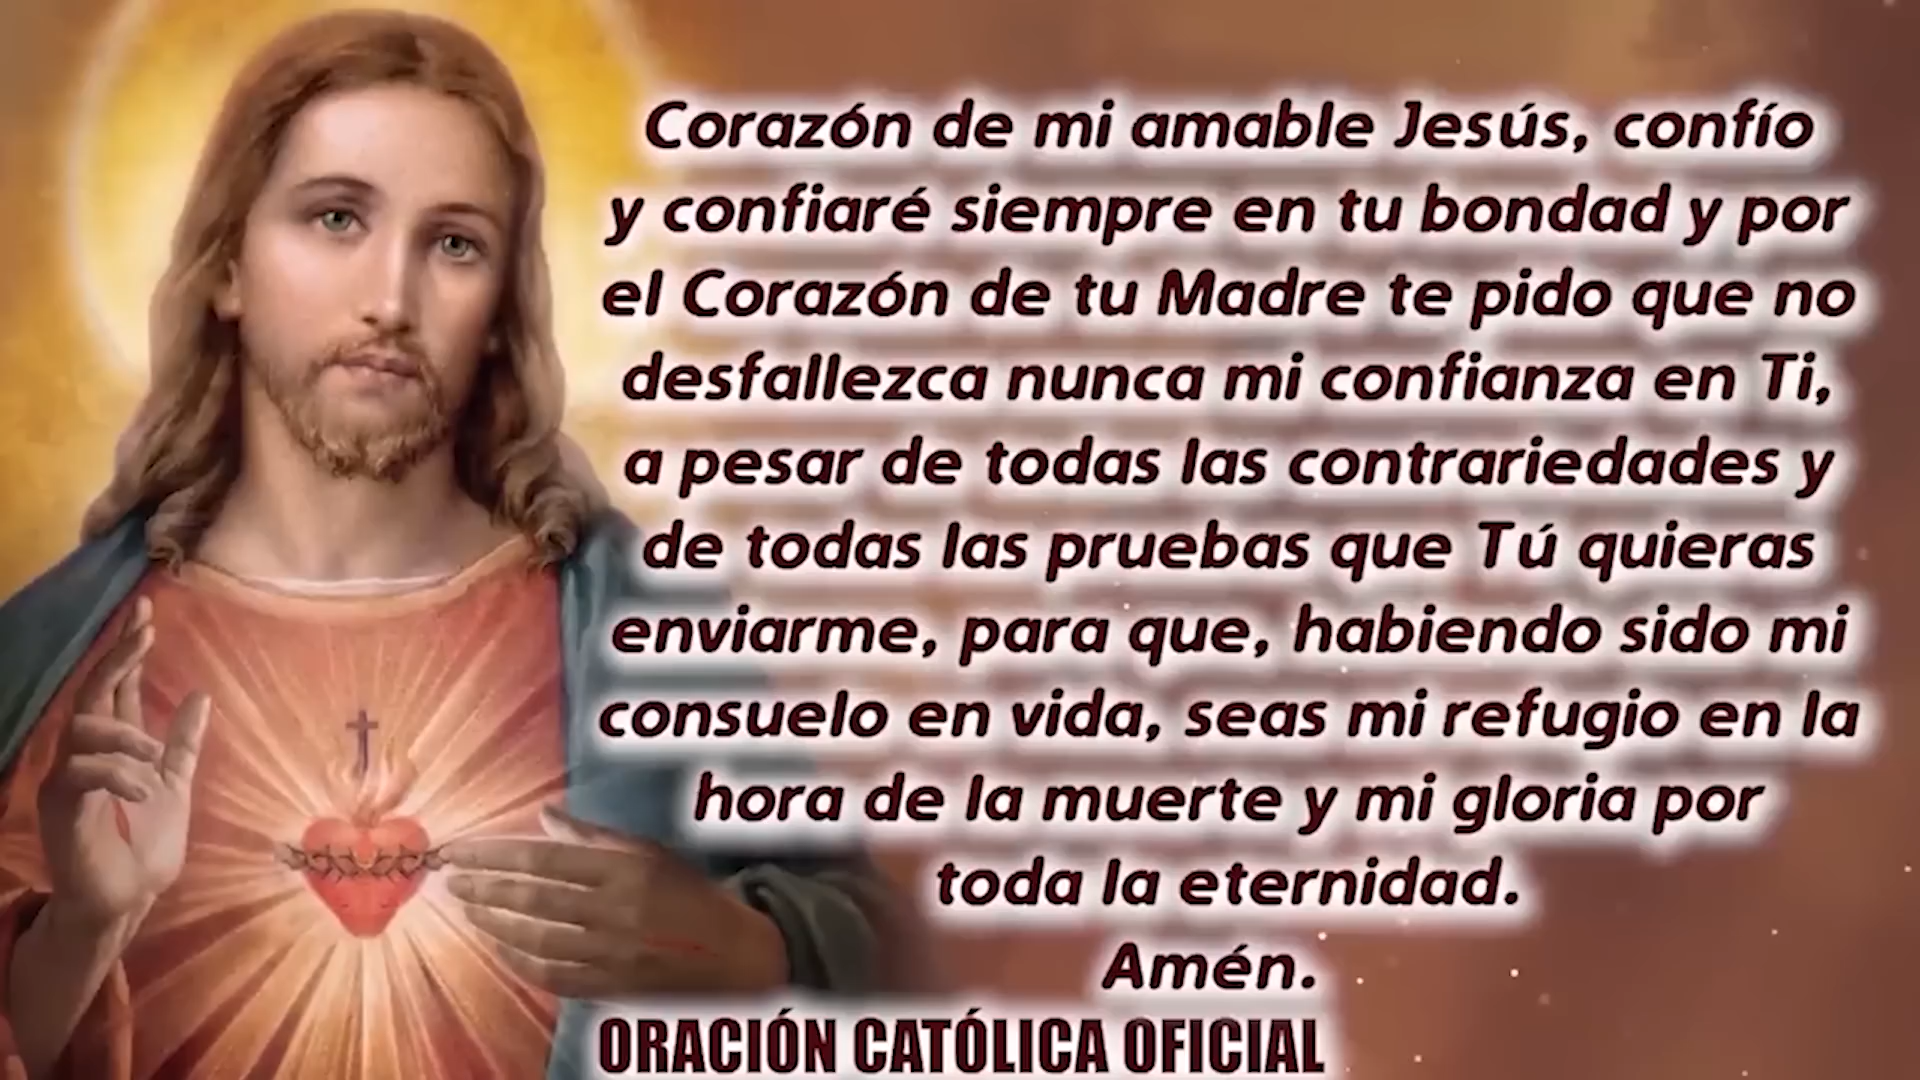 Corazón de mi amable Jesús, confío
y confiaré siempre en tu bondad y por
el Corazón de tu Madre te pido que no
desfallezca nunca mi confianza en Ti,
a pesar de todas las contrariedades y
de todas las pruebas que Tú quieras
enviarme, para que, habiendo sido mi
consuelo en vida, seas mi refugio en la
hora de la muerte y mi gloria por
toda la eternidad.
Amén.
ORACIÓN CATÓLICA OFICIAL